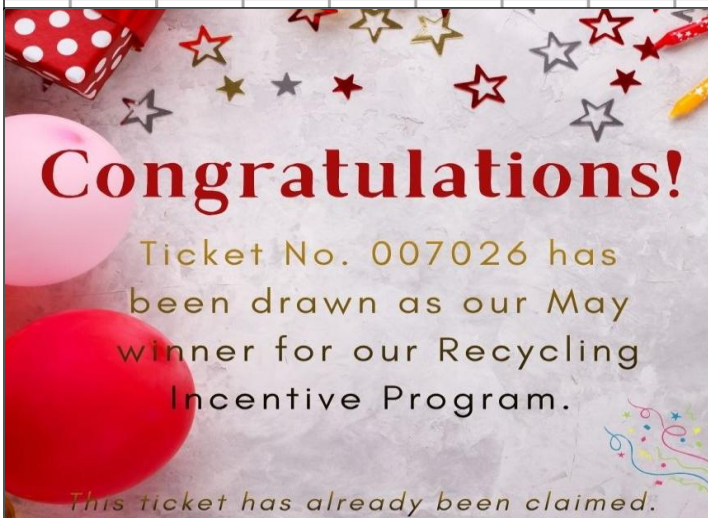 Congratulations!
Ticket No. 007026 has
been drawn as our May
winner for our Recycling
Incentive Program.
This ticket has already been claimed.